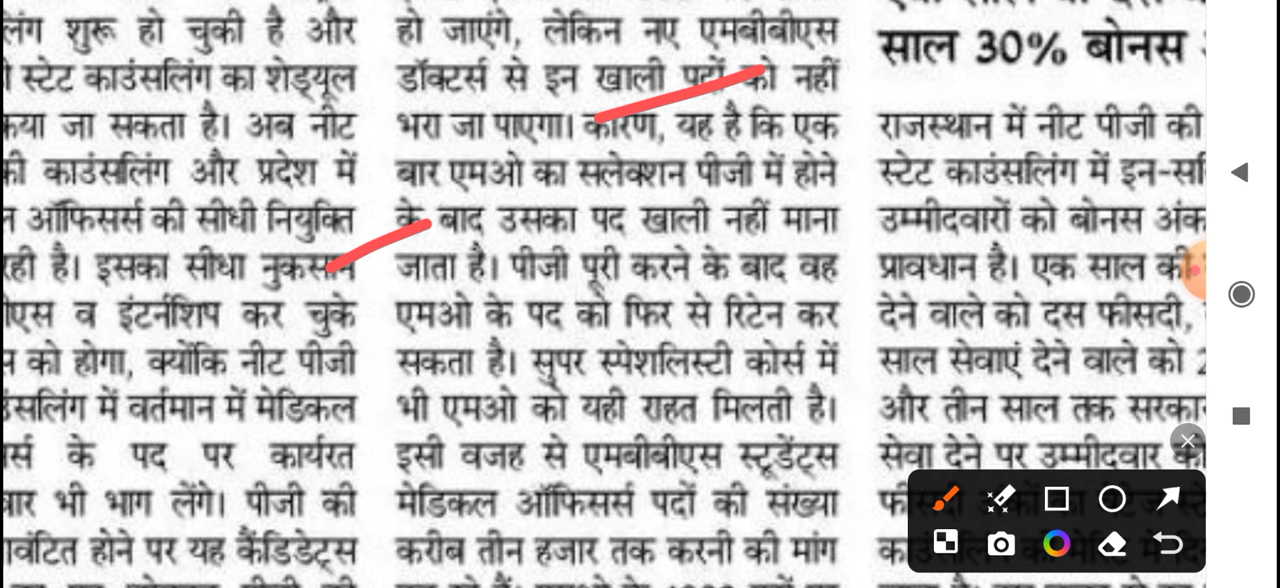 लिंग शुरू हो चुकी है और
स्टेट काउंसलिंग का शेड्यूल
किया जा सकता है। अब नीट
की काउंसलिंग और प्रदेश में
ऑफिसर्स की सीधी नियुक्ति
रही है। इसका सीधा नुकसान
व इंटर्नशिप कर चुके
को होगा, क्योंकि नीट पीजी
में वर्तमान में मेडिकल
के पद पर कार्यरत
भी भाग लेंगे। पीजी की
होने पर यह कैंडिडेट्स
हो जाएंगे, लेकिन नए एमबीबीएस
डॉक्टर्स से इन खाली पदों को नहीं
भरा जा पाएगा। कारण, यह है कि एक
बार एमओ का सलेक्शन पीजी में होने
के बाद उसका पद खाली नहीं माना
जाता है। पीजी पूरी करने के बाद वह
एमओ के पद को फिर से रिटेन कर
सकता है। सुपर स्पेशलिस्टी कोर्स में
भी एमओ को यही राहत मिलती है।
इसी वजह से एमबीबीएस स्टूडेंट्स
मेडिकल ऑफिसर्स पदों की संख्या
करीब तीन हजार तक करनी की मांग
साल 30% बोनस
राजस्थान में नीट पीजी की
स्टेट काउंसलिंग में इन-सर्
उम्मीदवारों को बोनस अंक
प्रावधान है। एक साल की
देने वाले को दस फीसदी,
साल सेवाएं देने वाले को
और तीन साल तक सरकार
सेवा देने पर उम्मीदवार को